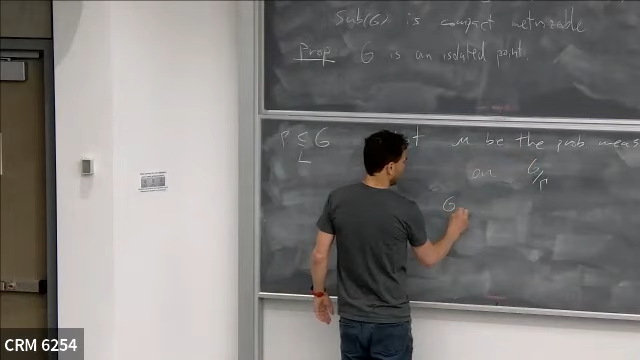 Sub(G) is compact metrizable
Prop. G is an isolated point.
Γ ≤ G
L
μ be the prob meas
on G/Γ
G
CRM 6254